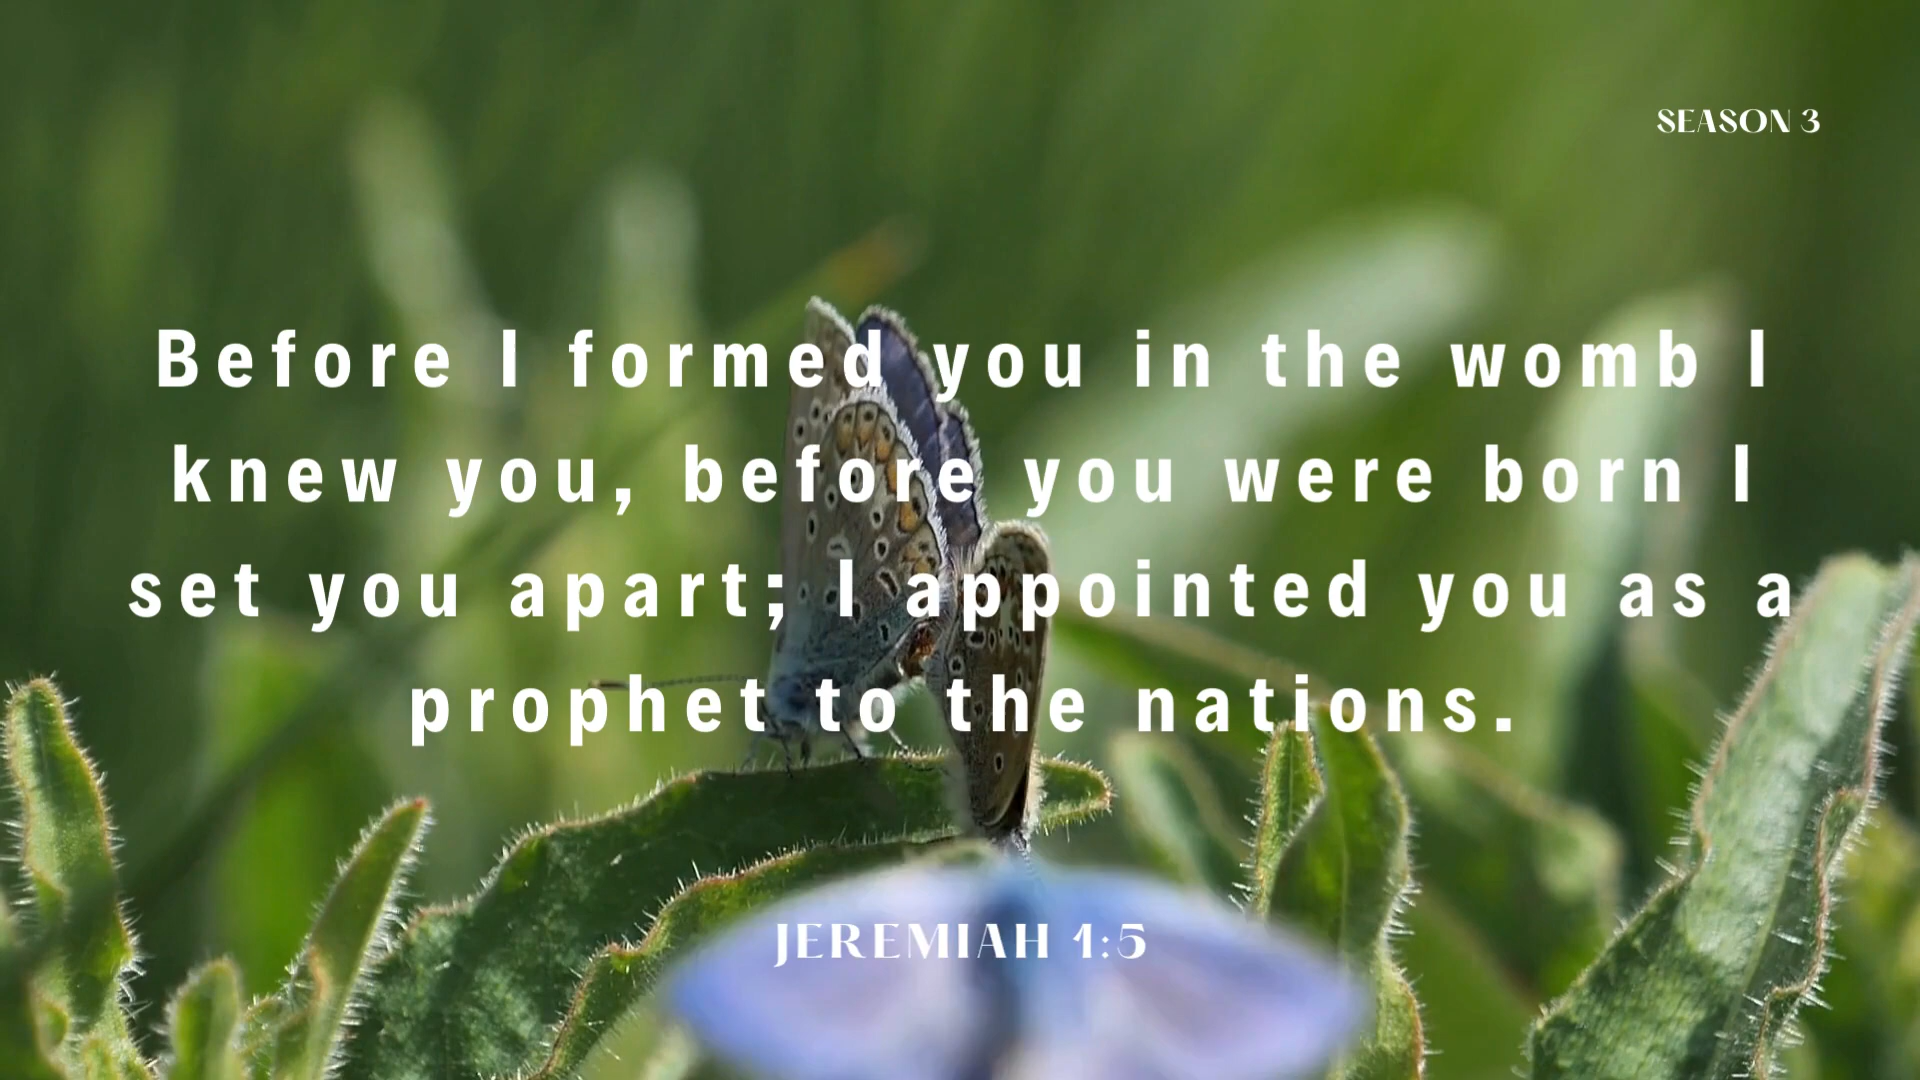 SEASON 3
Before I formed you in the womb I
knew you, before you were born I
set you apart; I appointed you as a
prophet to the nations.
JEREMIAH 1:5